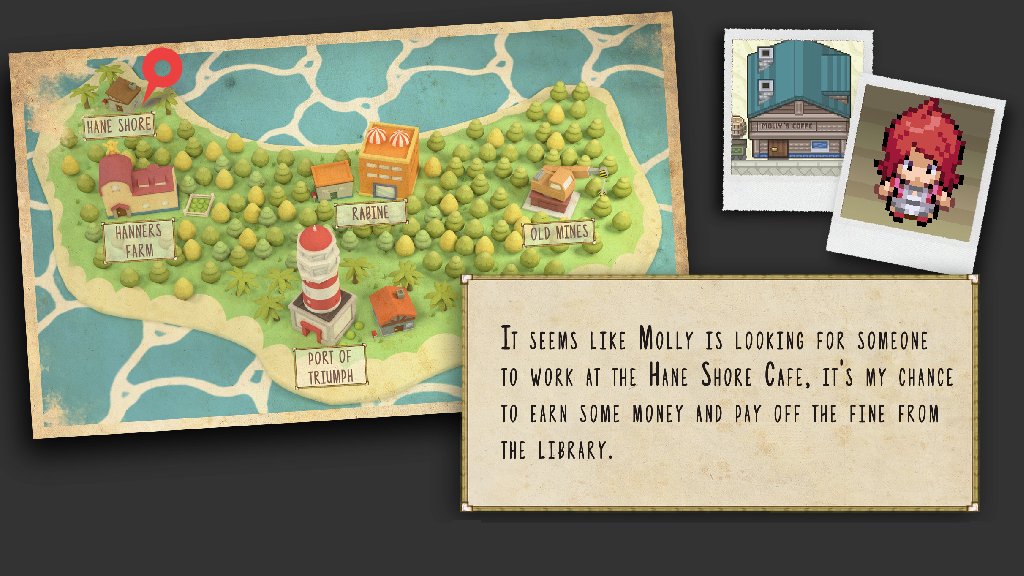 HANE SHORE
HANNERS
FARM
RABINE
OLD MINES
PORT OF
TRIUMPH
MOLLY'S COFFE
It seems like Molly is looking for someone
to work at the Hane Shore Cafe, it's my chance
to earn some money and pay off the fine from
the library.